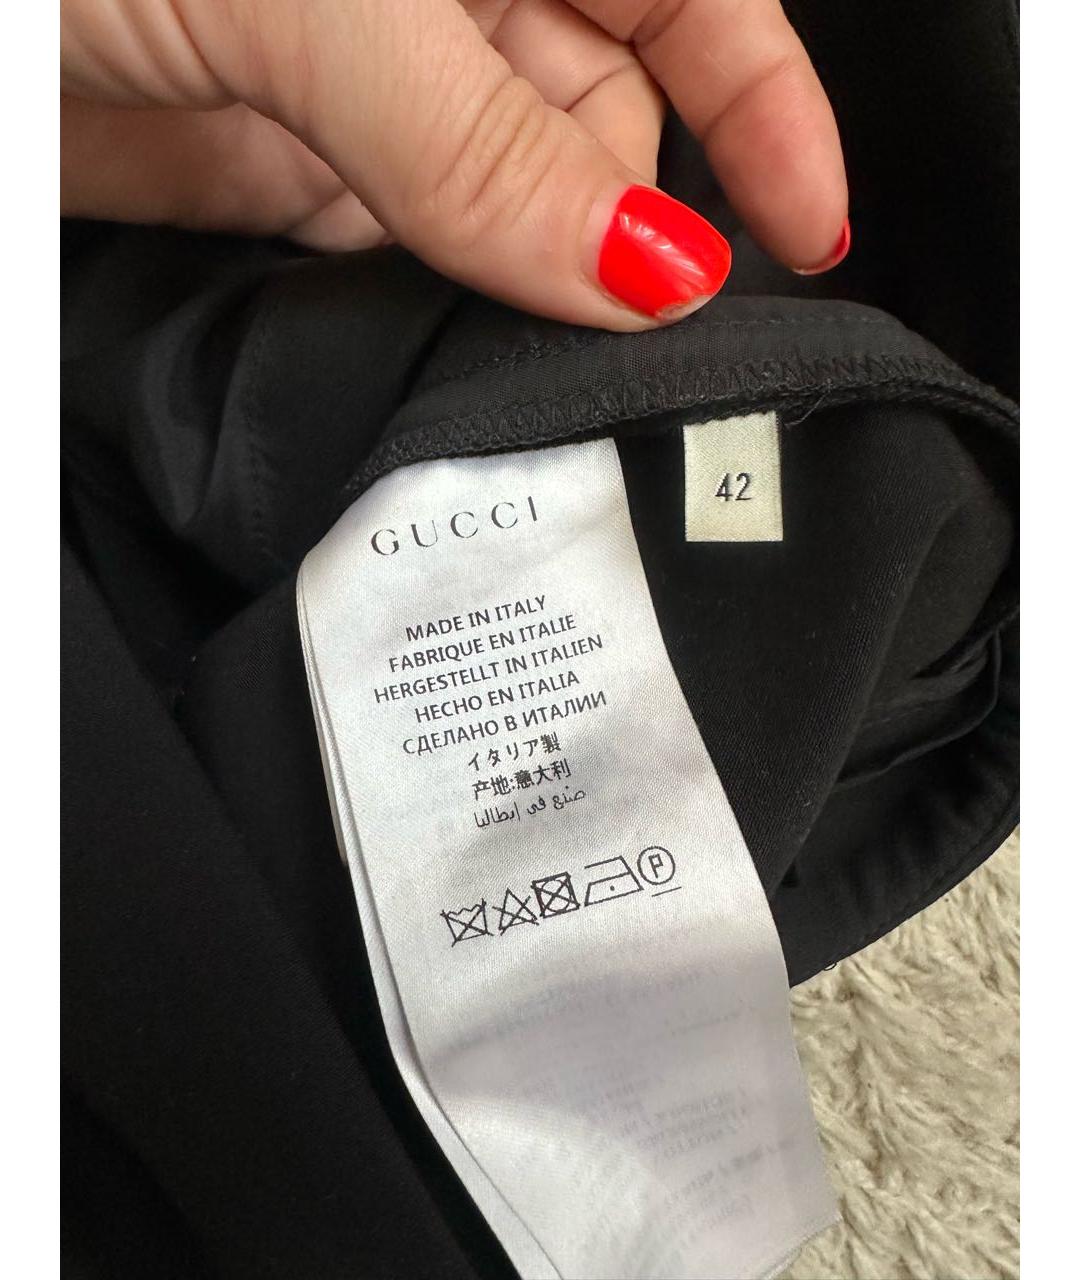 GUCCI
42
MADE IN ITALY
FABRIQUE EN ITALIE
HERGESTELLT IN ITALIEN
HECHO EN ITALIA
СДЕЛАНО В ИТАЛИИ
イタリア製
产地:意大利
صنع في إيطاليا
P